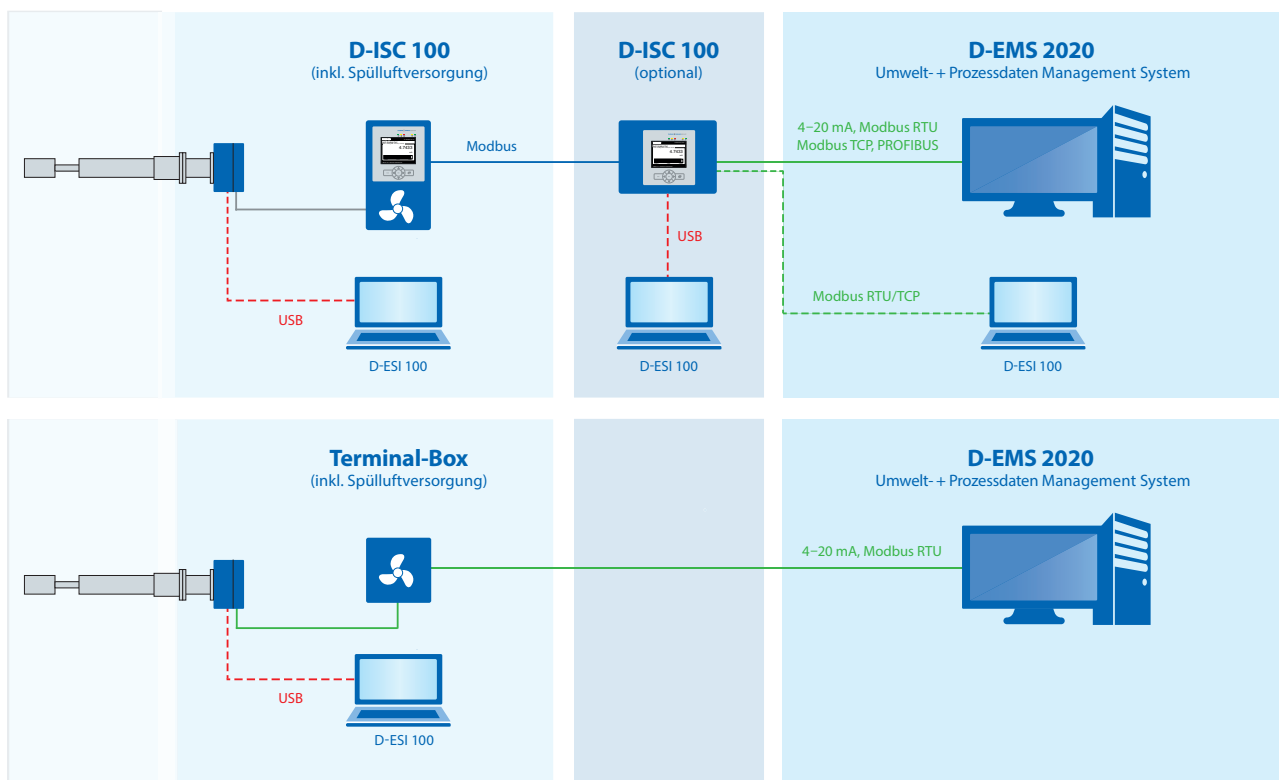 D-ISC 100
(inkl. Spülluftversorgung)
D-ISC 100
(optional)
D-EMS 2020
Umwelt- + Prozessdaten Management System
Modbus
4–20 mA, Modbus RTU
Modbus TCP, PROFIBUS
USB
USB
Modbus RTU/TCP
D-ESI 100
D-ESI 100
D-ESI 100
Terminal-Box
(inkl. Spülluftversorgung)
D-EMS 2020
Umwelt- + Prozessdaten Management System
4–20 mA, Modbus RTU
USB
D-ESI 100